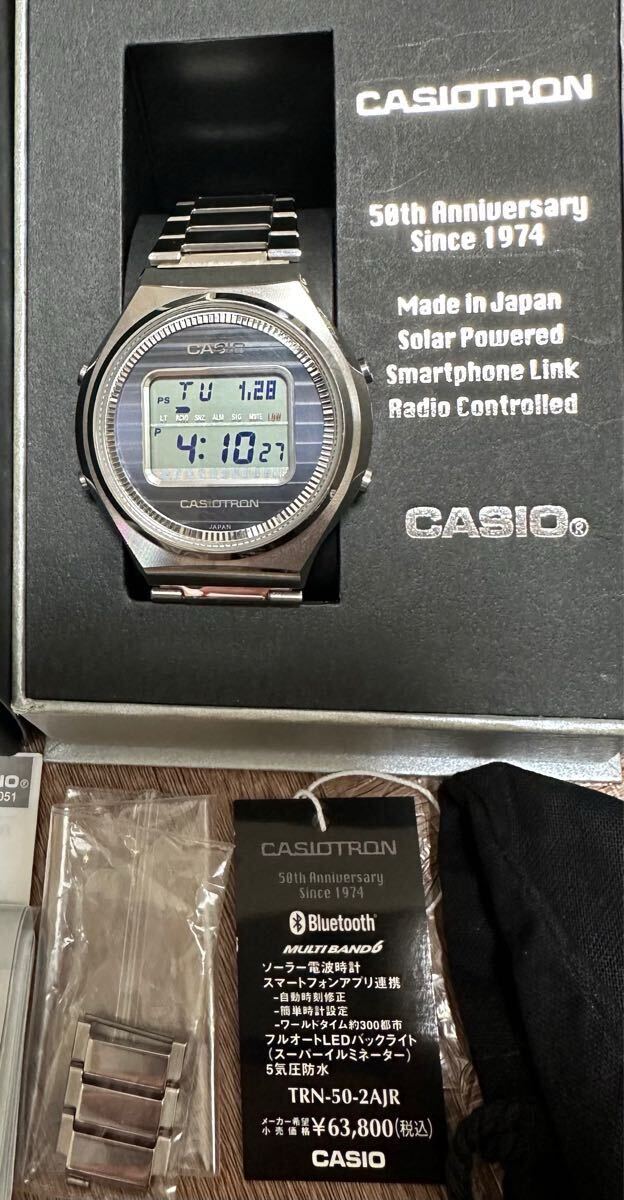 CASIOTRON
50th Anniversary
Since 1974
Made in Japan
Solar Powered
Smartphone Link
Radio Controlled
CASIO®
CASIO
PS TU 1.28
LT RCVD SNZ ALM SIG MUTE LOW
P 4:10 27
CASIOTRON
JAPAN
IO®
051
CASIOTRON
50th Anniversary
Since 1974
Bluetooth®
MULTI BAND 6
ソーラー電波時計
スマートフォンアプリ連携
-自動時刻修正
-簡単時計設定
-ワールドタイム約300都市
フルオートLEDバックライト
(スーパーイルミネーター)
5気圧防水
TRN-50-2AJR
メーカー希望小売価格 ¥63,800(税込)
CASIO